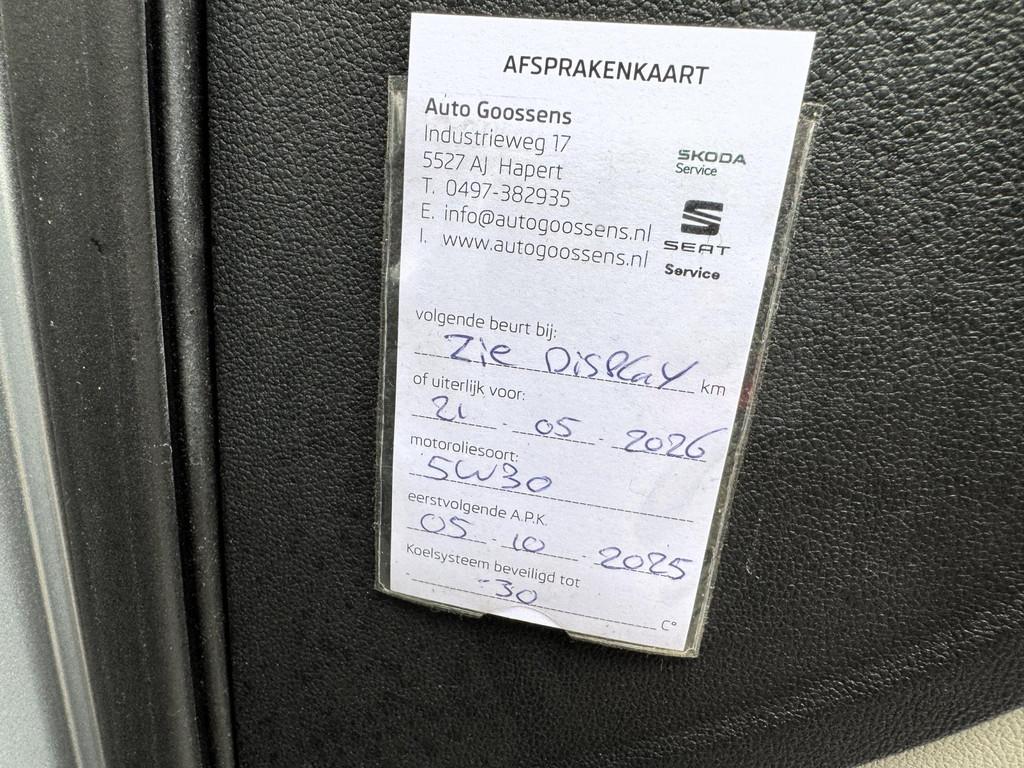 AFSPRAKENKAART
Auto Goossens
Industrieweg 17
5527 AJ Hapert
T. 0497-382935
E. info@autogoossens.nl
I. www.autogoossens.nl
ŠKODA
Service
SEAT
Service
volgende beurt bij:
Zie DISPLAY km
of uiterlijk voor:
21 - 05 - 2026
motoroliesoort:
5W30
eerstvolgende A.P.K.
05 - 10 - 2025
Koelsysteem beveiligd tot
-30 C°